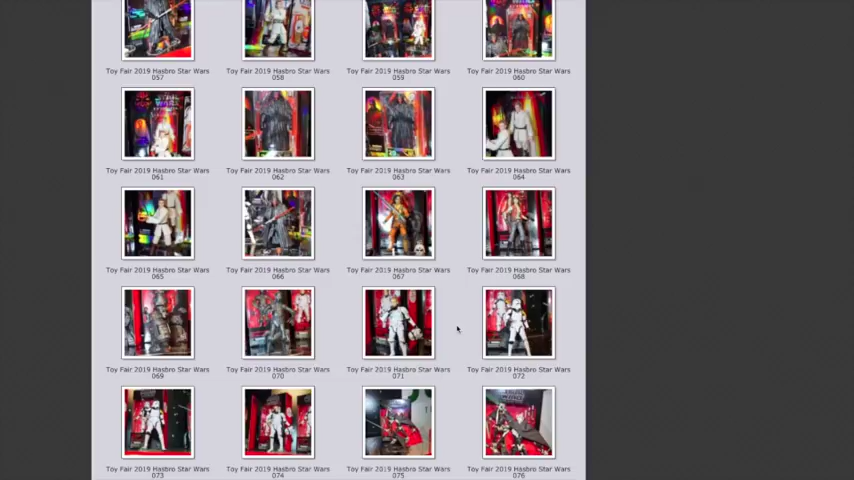 Toy Fair 2019 Hasbro Star Wars
057
Toy Fair 2019 Hasbro Star Wars
058
Toy Fair 2019 Hasbro Star Wars
059
Toy Fair 2019 Hasbro Star Wars
060
Toy Fair 2019 Hasbro Star Wars
061
Toy Fair 2019 Hasbro Star Wars
062
Toy Fair 2019 Hasbro Star Wars
063
Toy Fair 2019 Hasbro Star Wars
064
Toy Fair 2019 Hasbro Star Wars
065
Toy Fair 2019 Hasbro Star Wars
066
Toy Fair 2019 Hasbro Star Wars
067
Toy Fair 2019 Hasbro Star Wars
068
Toy Fair 2019 Hasbro Star Wars
069
Toy Fair 2019 Hasbro Star Wars
070
Toy Fair 2019 Hasbro Star Wars
071
Toy Fair 2019 Hasbro Star Wars
072
Toy Fair 2019 Hasbro Star Wars
073
Toy Fair 2019 Hasbro Star Wars
074
Toy Fair 2019 Hasbro Star Wars
075
Toy Fair 2019 Hasbro Star Wars
076